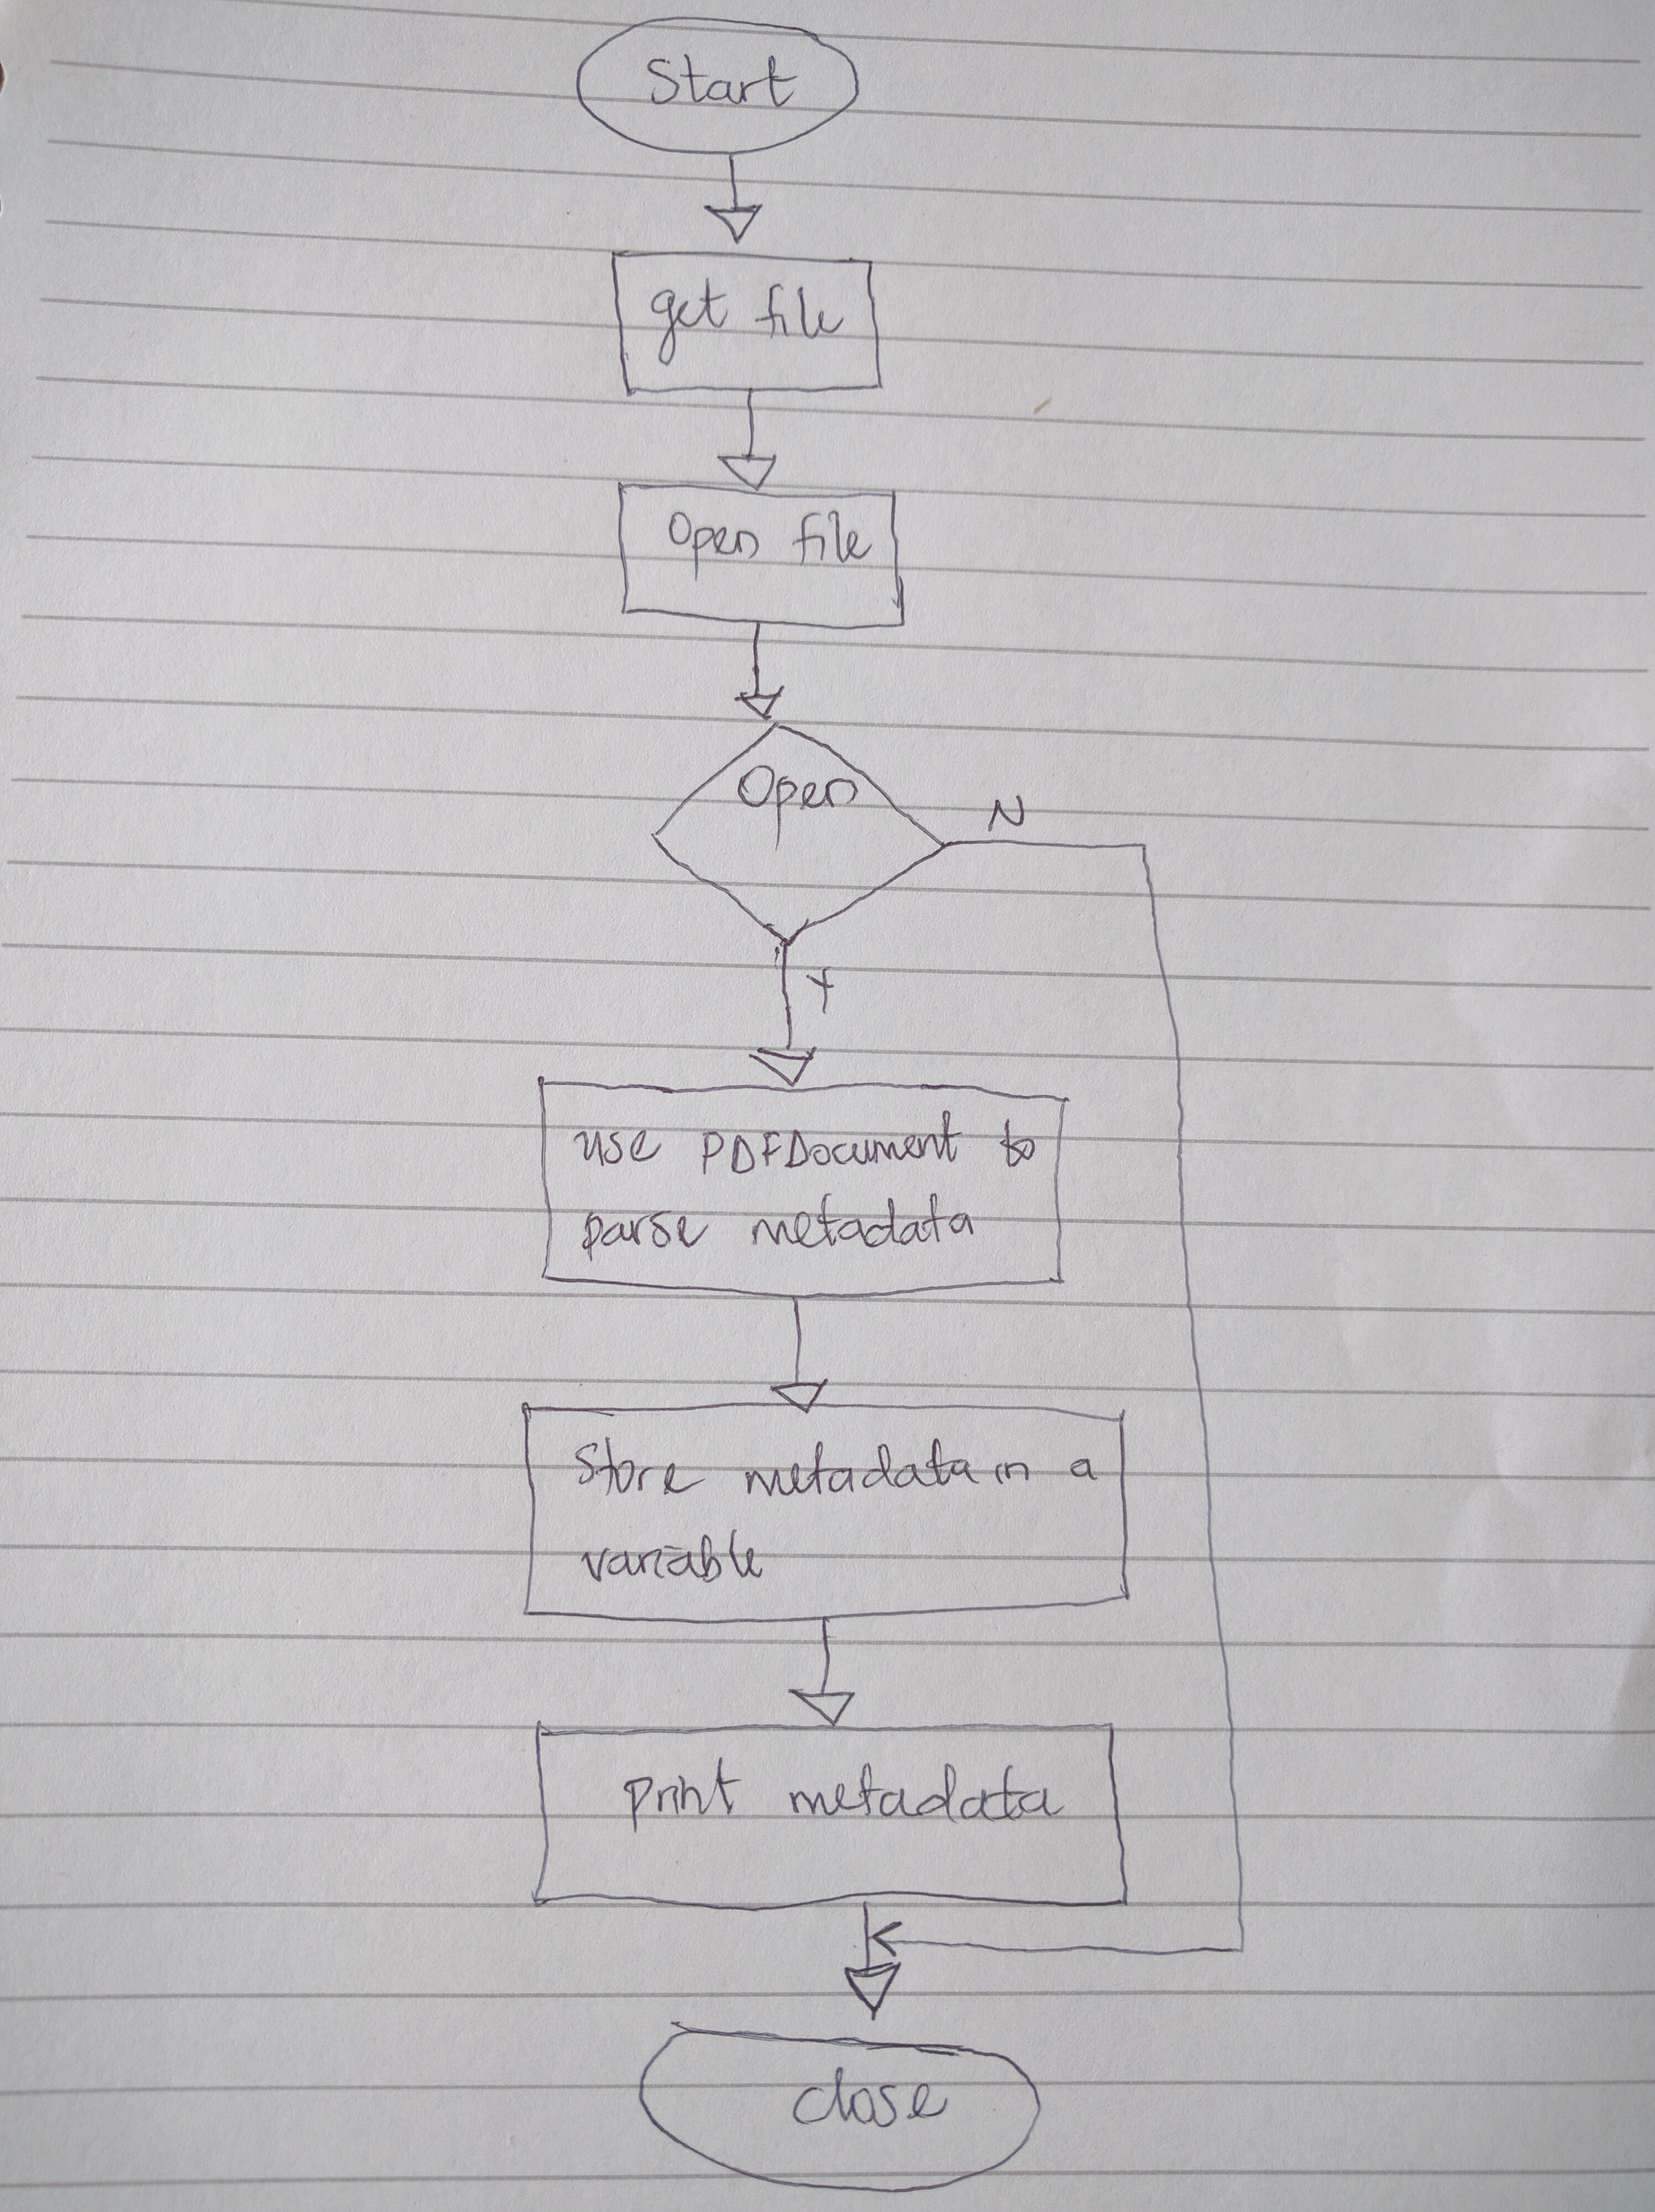 Start
get file
Open file
Open
N
Y
use PDFDocument to
parse metadata
Store metadata in a
variable
print metadata
close